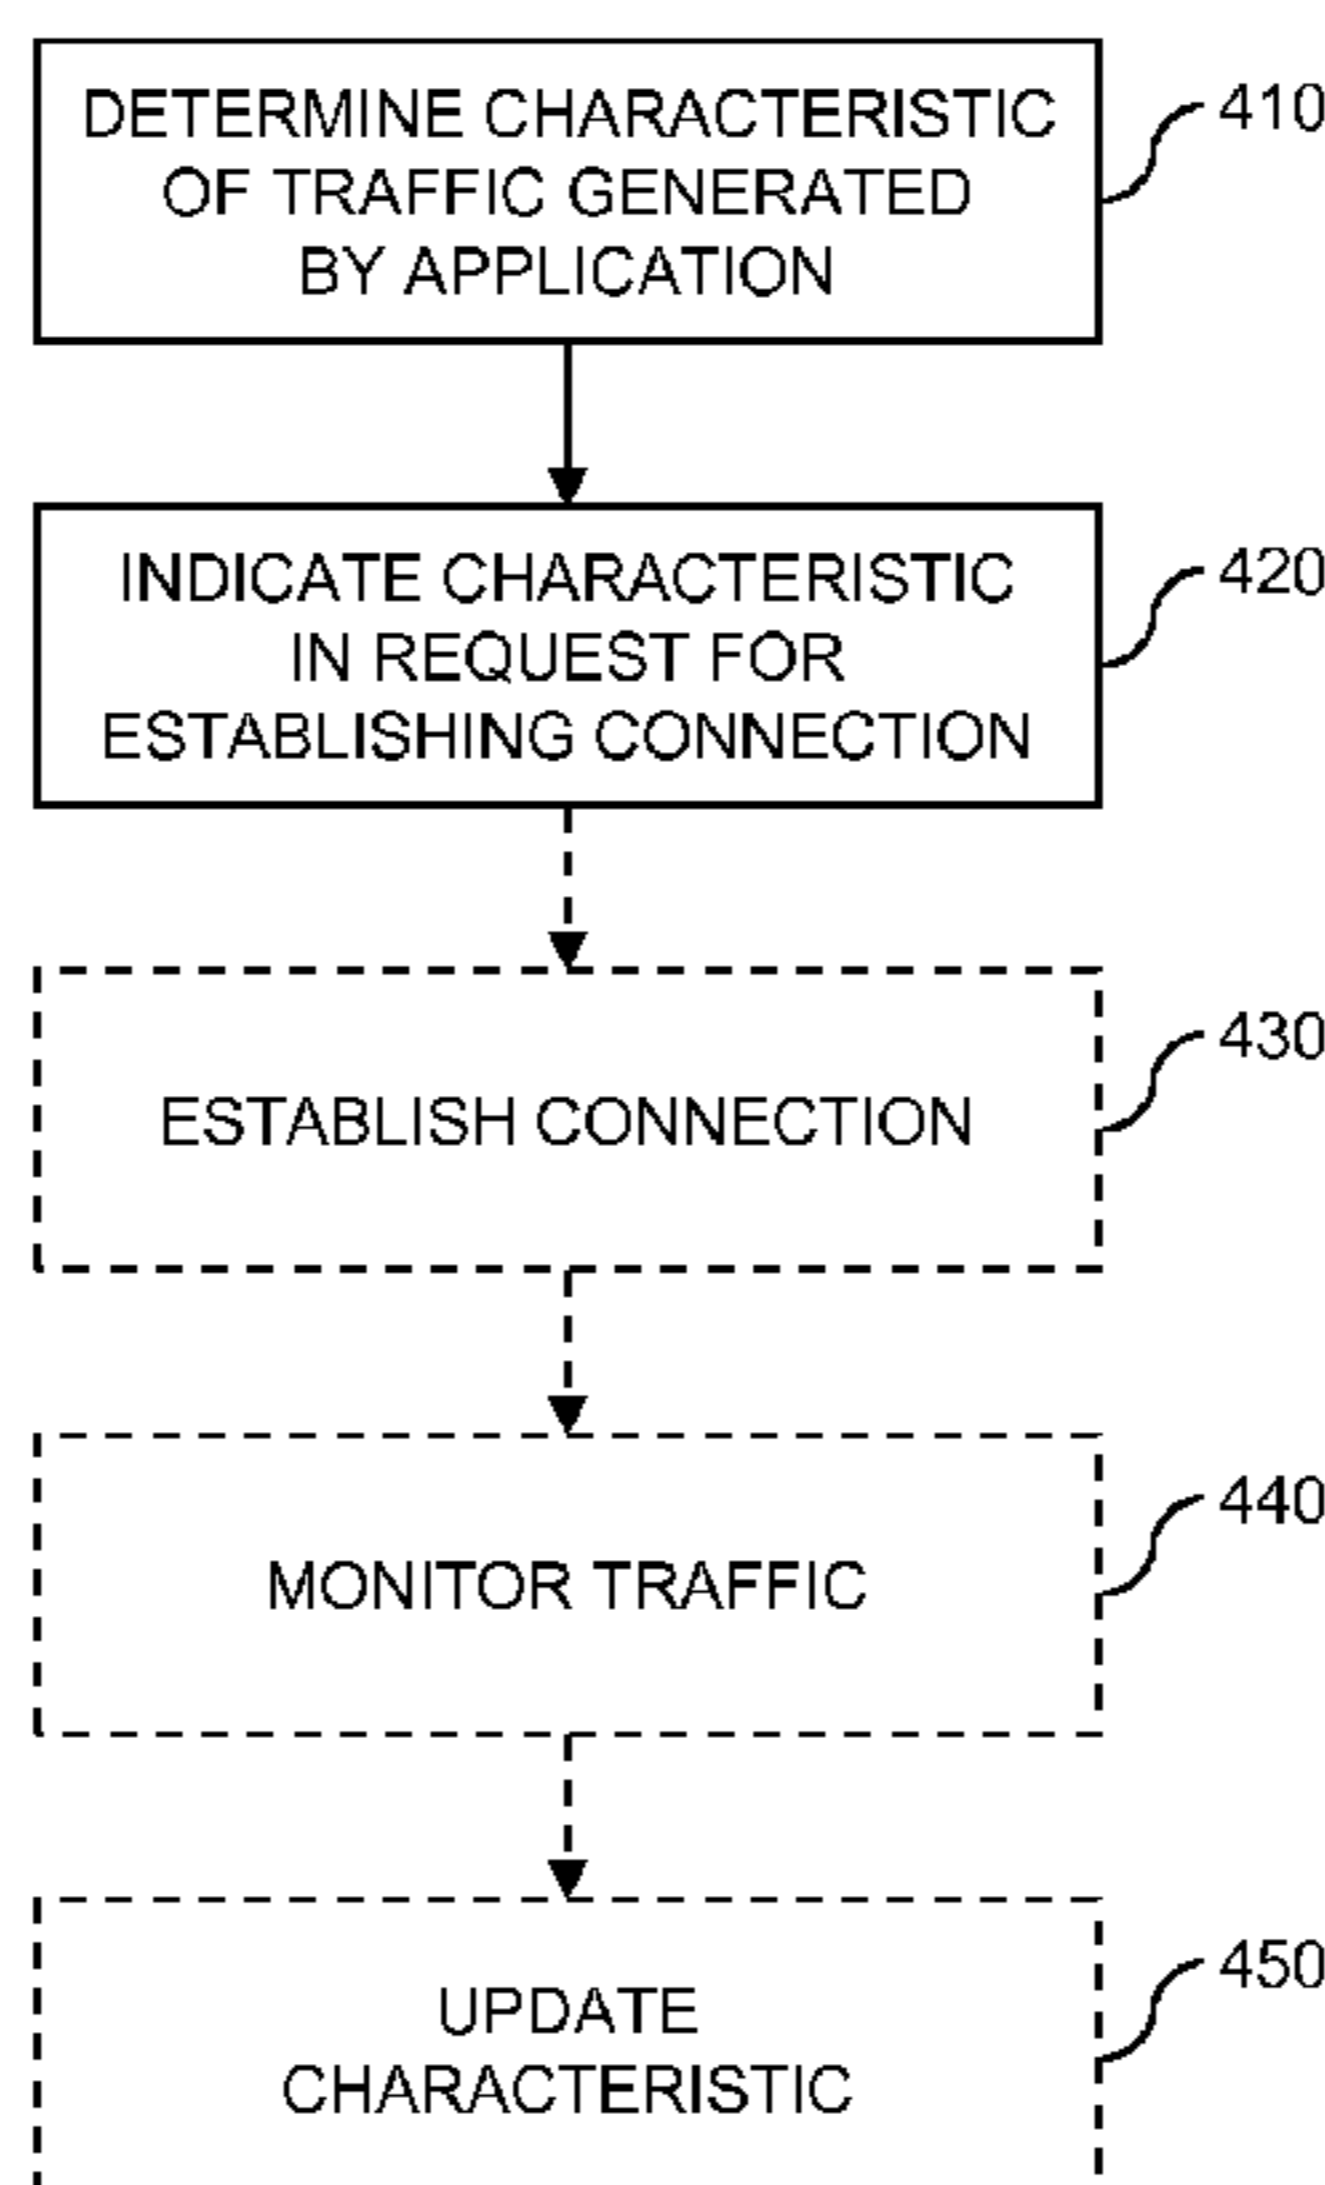 DETERMINE CHARACTERISTIC
OF TRAFFIC GENERATED
BY APPLICATION
410
INDICATE CHARACTERISTIC
IN REQUEST FOR
ESTABLISHING CONNECTION
420
ESTABLISH CONNECTION
430
MONITOR TRAFFIC
440
UPDATE
CHARACTERISTIC
450